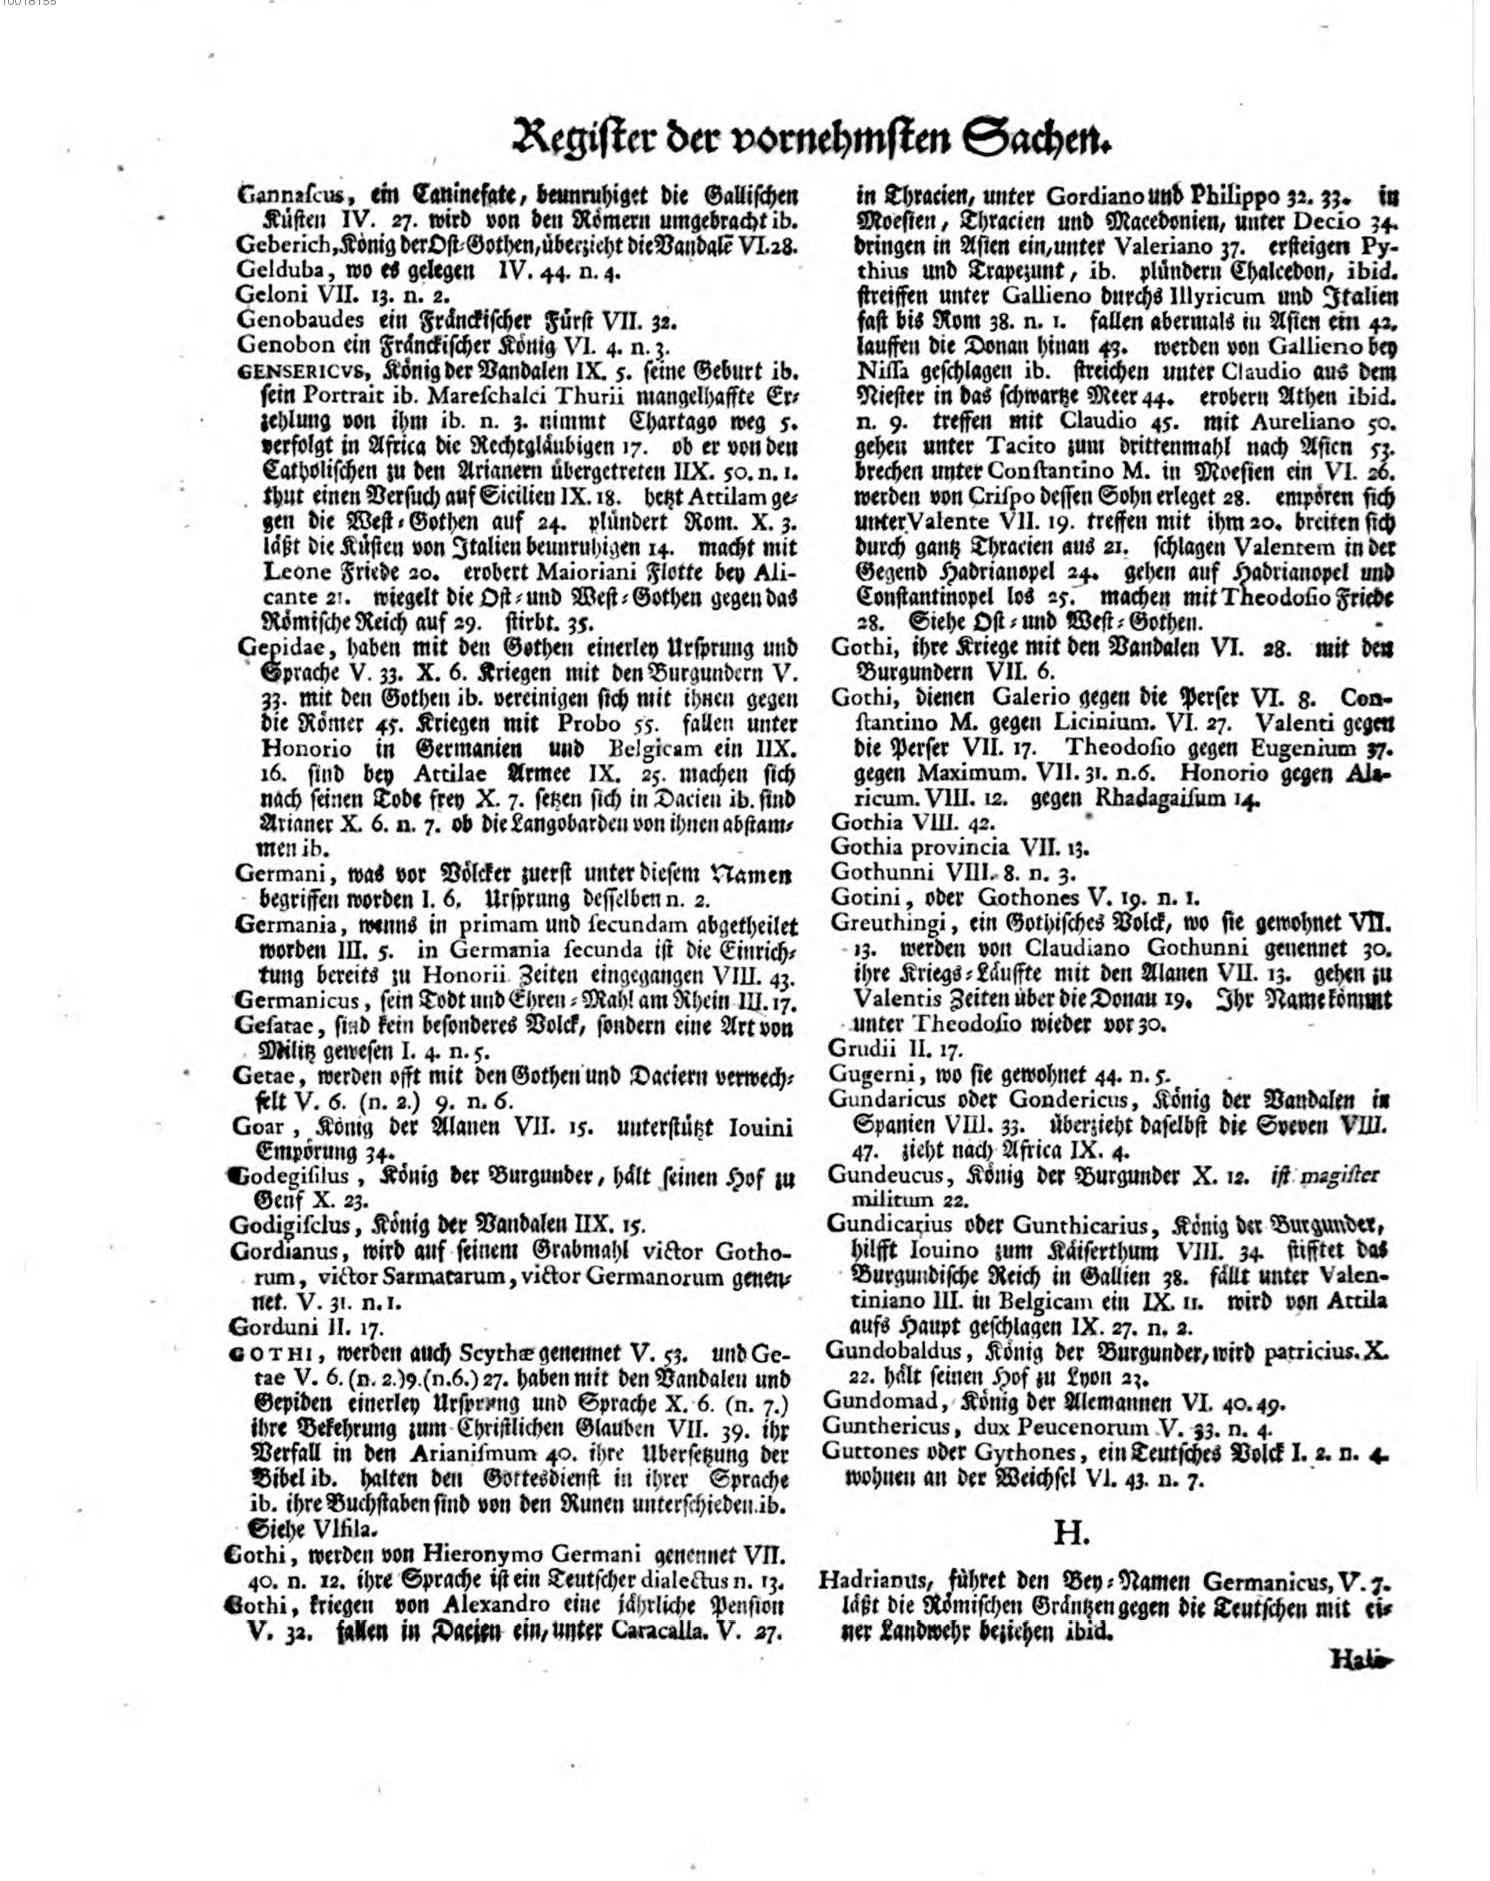 10018155
Register der vornehmsten Sachen.
Gannascus, ein Caninefate, beunruhiget die Gallischen
Küsten IV. 27. wird von den Römern umgebracht ib.
Geberich, König der Ost-Gothen, überzieht die Vandalē VI. 28.
Gelduba, wo es gelegen IV. 44. n. 4.
Geloni VII. 13. n. 2.
Genobaudes ein Fränckischer Fürst VII. 32.
Genobon ein Fränckischer König VI. 4. n. 3.
GENSERICVS, König der Vandalen IX. 5. seine Geburt ib.
sein Portrait ib. Mareschalci Thurii mangelhaffte Er-
zehlung von ihm ib. n. 3. nimmt Chartago weg 5.
verfolgt in Africa die Rechtgläubigen 17. ob er von den
Catholischen zu den Arianern übergetreten IIX. 50. n. 1.
thut einen Versuch auf Sicilien IX. 18. hetzt Attilam ge-
gen die West-Gothen auf 24. plündert Rom. X. 3.
läßt die Küsten von Italien beunruhigen 14. macht mit
Leone Friede 20. erobert Maioriani Flotte bey Ali-
cante 21. wiegelt die Ost- und West-Gothen gegen das
Römische Reich auf 29. stirbt. 35.
Gepidae, haben mit den Gothen einerley Ursprung und
Sprache V. 33. X. 6. Kriegen mit den Burgundern V.
33. mit den Gothen ib. vereinigen sich mit ihnen gegen
die Römer 45. Kriegen mit Probo 55. fallen unter
Honorio in Germanien und Belgicam ein IIX.
16. sind bey Attilae Armee IX. 25. machen sich
nach seinen Tode frey X. 7. setzen sich in Dacien ib. sind
Arianer X. 6. n. 7. ob die Langobarden von ihnen abstam-
men ib.
Germani, was vor Völcker zuerst unter diesem Namen
begriffen worden I. 6. Ursprung desselben n. 2.
Germania, wenns in primam und secundam abgetheilet
worden III. 5. in Germania secunda ist die Einrich-
tung bereits zu Honorii Zeiten eingegangen VIII. 43.
Germanicus, sein Todt und Ehren-Mahl am Rhein III. 17.
Gesatae, sind kein besonderes Volck, sondern eine Art von
Militz gewesen I. 4. n. 5.
Getae, werden offt mit den Gothen und Daciern verwech-
selt V. 6. (n. 2.) 9. n. 6.
Goar, König der Alanen VII. 15. unterstützt Iouini
Empörung 34.
Godegisilus, König der Burgunder, hält seinen Hof zu
Genf X. 23.
Godigisclus, König der Vandalen IIX. 15.
Gordianus, wird auf seinem Grabmahl victor Gotho-
rum, victor Sarmatarum, victor Germanorum genen-
net. V. 31. n. 1.
Gorduni II. 17.
GOTHI, werden auch Scythæ genennet V. 53. und Ge-
tae V. 6. (n. 2.) 9. (n. 6.) 27. haben mit den Vandalen und
Gepiden einerley Ursprung und Sprache X. 6. (n. 7.)
ihre Bekehrung zum Christlichen Glauben VII. 39. ihr
Verfall in den Arianismum 40. ihre Ubersetzung der
Bibel ib. halten den Gottesdienst in ihrer Sprache
ib. ihre Buchstaben sind von den Runen unterschieden. ib.
Siehe Vlfila.
Gothi, werden von Hieronymo Germani genennet VII.
40. n. 12. ihre Sprache ist ein Teutscher dialectus n. 13.
Gothi, kriegen von Alexandro eine jährliche Pension
V. 32. fallen in Dacien ein, unter Caracalla. V. 27.
in Thracien, unter Gordiano und Philippo 32. 33. in
Moesien, Thracien und Macedonien, unter Decio 34.
dringen in Asien ein, unter Valeriano 37. ersteigen Py-
thius und Trapezunt, ib. plündern Chalcedon, ibid.
streiffen unter Gallieno durchs Illyricum und Italien
fast bis Rom 38. n. 1. fallen abermals in Asien ein 42.
lauffen die Donau hinan 43. werden von Gallieno bey
Nissa geschlagen ib. streichen unter Claudio aus dem
Niester in das schwartze Meer 44. erobern Athen ibid.
n. 9. treffen mit Claudio 45. mit Aureliano 50.
gehen unter Tacito zum drittenmahl nach Asien 53.
brechen unter Constantino M. in Moesien ein VI. 26.
werden von Crispo dessen Sohn erleget 28. empören sich
unter Valente VII. 19. treffen mit ihm 20. breiten sich
durch gantz Thracien aus 21. schlagen Valentem in der
Gegend Hadrianopel 24. gehen auf Hadrianopel und
Constantinopel los 25. machen mit Theodosio Friede
28. Siehe Ost- und West-Gothen.
Gothi, ihre Kriege mit den Vandalen VI. 28. mit den
Burgundern VII. 6.
Gothi, dienen Galerio gegen die Perser VI. 8. Con-
stantino M. gegen Licinium. VI. 27. Valenti gegen
die Perser VII. 17. Theodosio gegen Eugenium 37.
gegen Maximum. VII. 31. n. 6. Honorio gegen Ala-
ricum. VIII. 12. gegen Rhadagaisum 14.
Gothia VIII. 42.
Gothia provincia VII. 13.
Gothunni VIII. 8. n. 3.
Gotini, oder Gothones V. 19. n. 1.
Greuthingi, ein Gothisches Volck, wo sie gewohnet VII.
13. werden von Claudiano Gothunni genennet 30.
ihre Kriegs-Läuffte mit den Alanen VII. 13. gehen zu
Valentis Zeiten über die Donau 19. Ihr Name kömmt
unter Theodosio wieder vor 30.
Grudii II. 17.
Gugerni, wo sie gewohnet 44. n. 5.
Gundaricus oder Gondericus, König der Vandalen in
Spanien VIII. 33. überzieht daselbst die Sveven VIII.
47. zieht nach Africa IX. 4.
Gundeucus, König der Burgunder X. 12. ist magister
militum 22.
Gundicarius oder Gunthicarius, König der Burgunder,
hilfft Iouino zum Käiserthum VIII. 34. stifftet das
Burgundische Reich in Gallien 38. fällt unter Valen-
tiniano III. in Belgicam ein IX. 11. wird von Attila
aufs Haupt geschlagen IX. 27. n. 2.
Gundobaldus, König der Burgunder, wird patricius. X.
22. hält seinen Hof zu Lyon 23.
Gundomad, König der Alemannen VI. 40. 49.
Gunthericus, dux Peucenorum V. 33. n. 4.
Guttones oder Gythones, ein Teutsches Volck I. 2. n. 4.
wohnen an der Weichsel VI. 43. n. 7.
H.
Hadrianus, führet den Bey-Namen Germanicus, V. 7.
läßt die Römischen Gräntzen gegen die Teutschen mit ei-
ner Landwehr beziehen ibid.